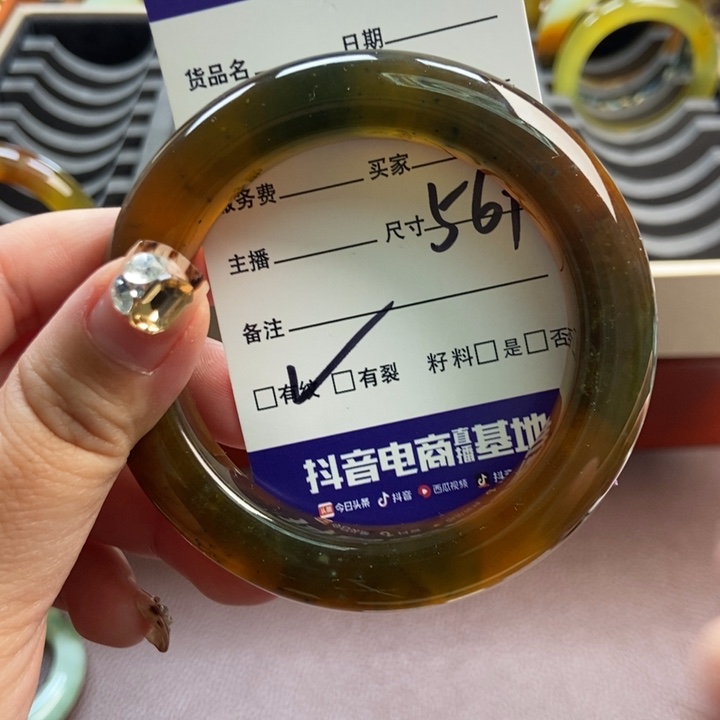 货品名
日期
服务费
买家
主播
尺寸 56+
备注
□有纹 □有裂 籽料□是□否
抖音电商直播基地
今日头条 抖音 西瓜视频